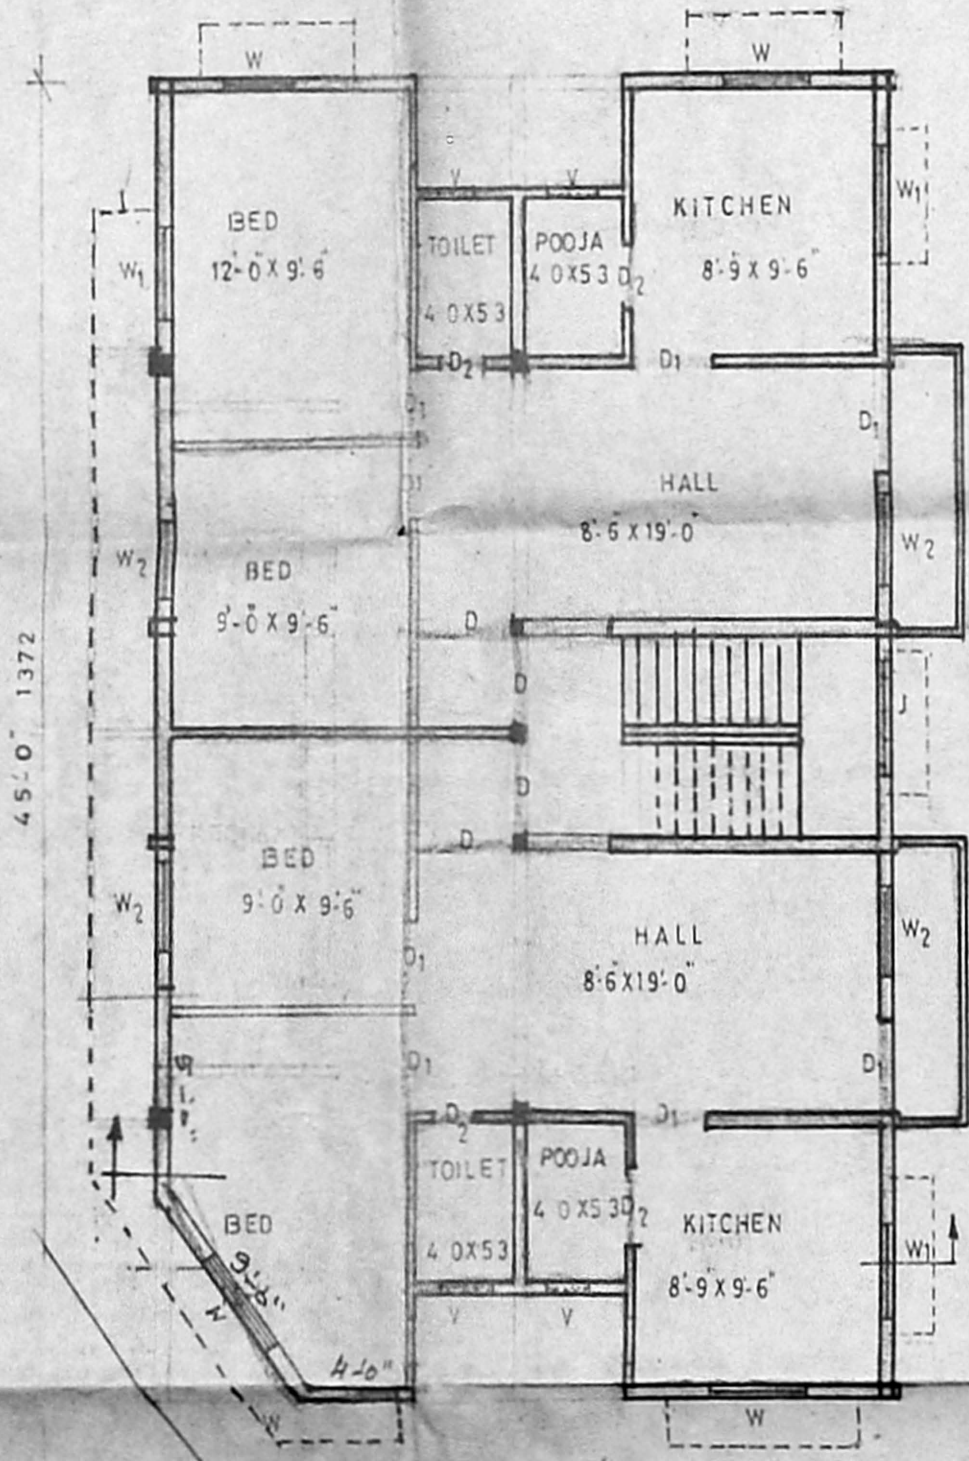 W
W
BED
12'-0" X 9'-6"
W1
TOILET
4 0X5 3
V
V
POOJA
4 0X5 3 D2
KITCHEN
8'-9" X 9'-6"
W1
D2
D1
D1
D1
D1
HALL
8'-6" X 19'-0"
W2
W2
BED
9'-0" X 9'-6"
D
D
45'-0" 1372
J
D
D
BED
9'-0" X 9'-6"
W2
HALL
8'-6" X 19'-0"
W2
D1
D1
D1
D2
D1
TOILET
4 0X5 3
POOJA
4 0X5 3 D2
KITCHEN
8'-9" X 9'-6"
W1
BED
9'-6"
W
4'-0"
V
V
W
W